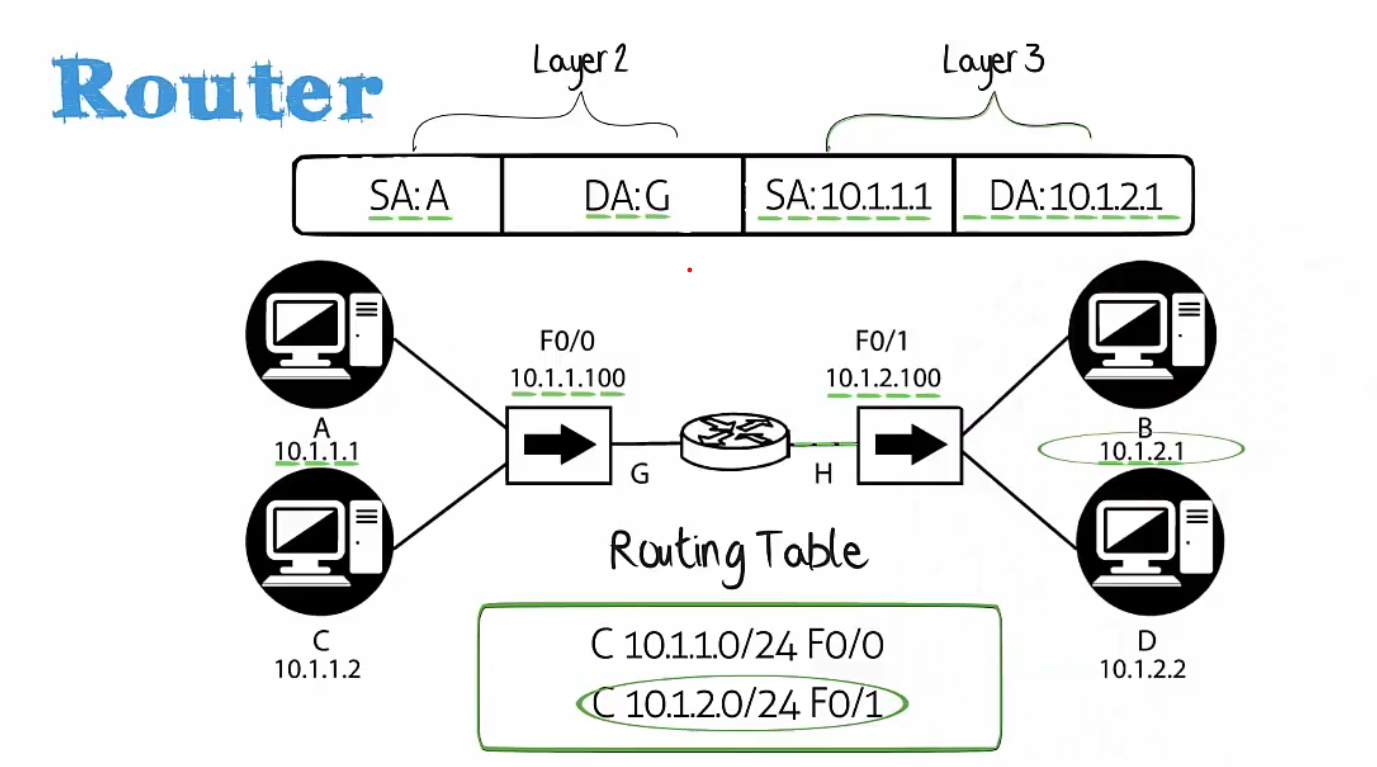 Router
Layer 2
Layer 3
SA: A
DA:G
SA:10.1.1.1
DA:10.1.2.1
F0/0
10.1.1.100
F0/1
10.1.2.100
A
10.1.1.1
B
10.1.2.1
G
H
C
10.1.1.2
D
10.1.2.2
Routing Table
C 10.1.1.0/24 F0/0
C 10.1.2.0/24 F0/1